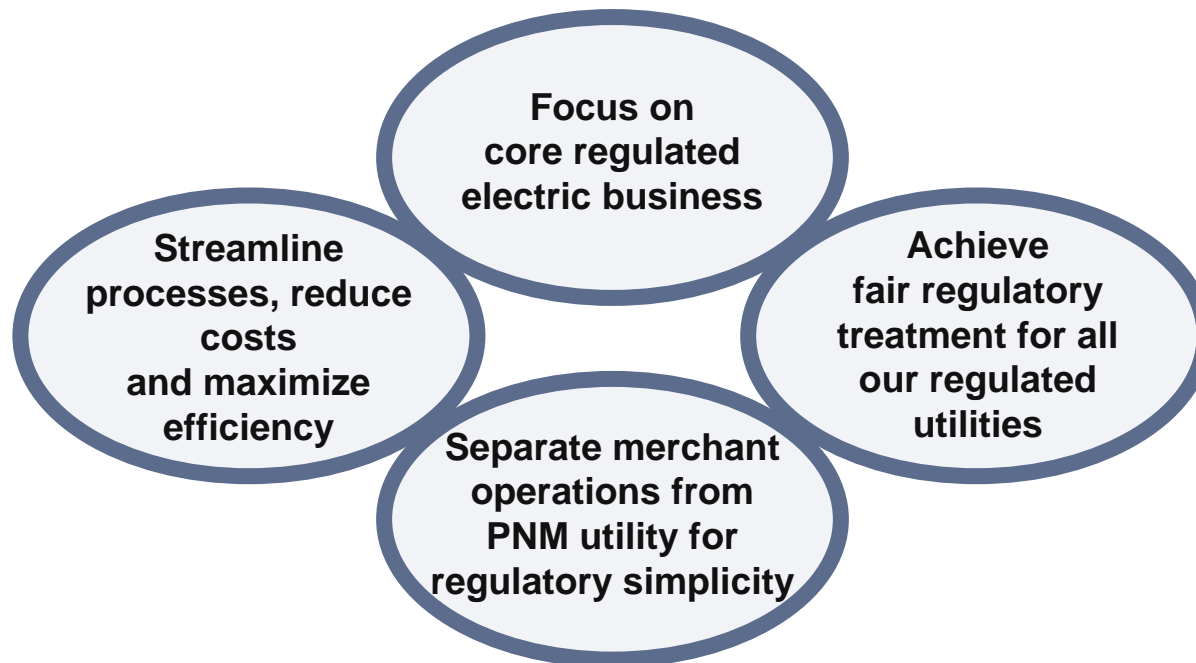 Focus on
core regulated
electric business
Streamline
processes, reduce
costs
and maximize
efficiency
Achieve
fair regulatory
treatment for all
our regulated
utilities
Separate merchant
operations from
PNM utility for
regulatory simplicity